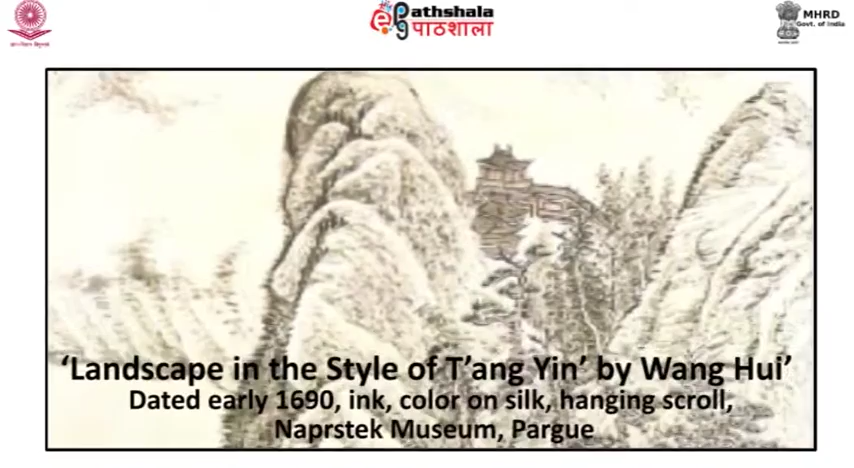 epathshala
पाठशाला
MHRD
Govt. of India
‘Landscape in the Style of T’ang Yin’ by Wang Hui’
Dated early 1690, ink, color on silk, hanging scroll,
Naprstek Museum, Pargue